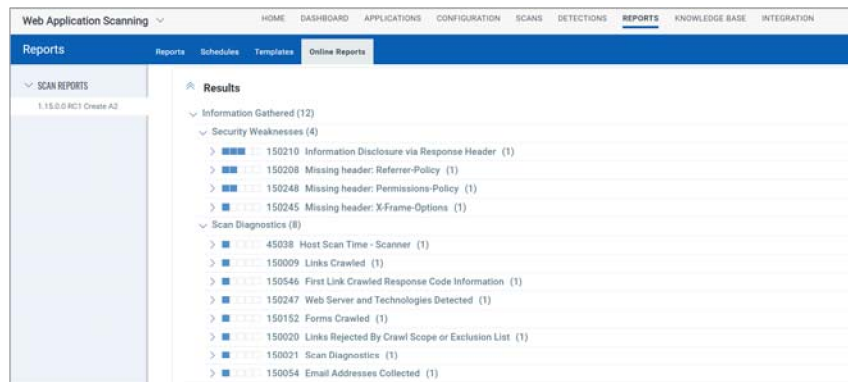 Web Application Scanning
HOME DASHBOARD APPLICATIONS CONFIGURATION SCANS DETECTIONS REPORTS KNOWLEDGE BASE INTEGRATION
Reports
Reports Schedules Templates Online Reports
SCAN REPORTS
1.15.0.0 RC1 Create A2
Results
Information Gathered (12)
Security Weaknesses (4)
150210 Information Disclosure via Response Header (1)
150208 Missing header: Referrer-Policy (1)
150248 Missing header: Permissions-Policy (1)
150245 Missing header: X-Frame-Options (1)
Scan Diagnostics (8)
45038 Host Scan Time - Scanner (1)
150009 Links Crawled (1)
150546 First Link Crawled Response Code Information (1)
150247 Web Server and Technologies Detected (1)
150152 Forms Crawled (1)
150020 Links Rejected By Crawl Scope or Exclusion List (1)
150021 Scan Diagnostics (1)
150054 Email Addresses Collected (1)